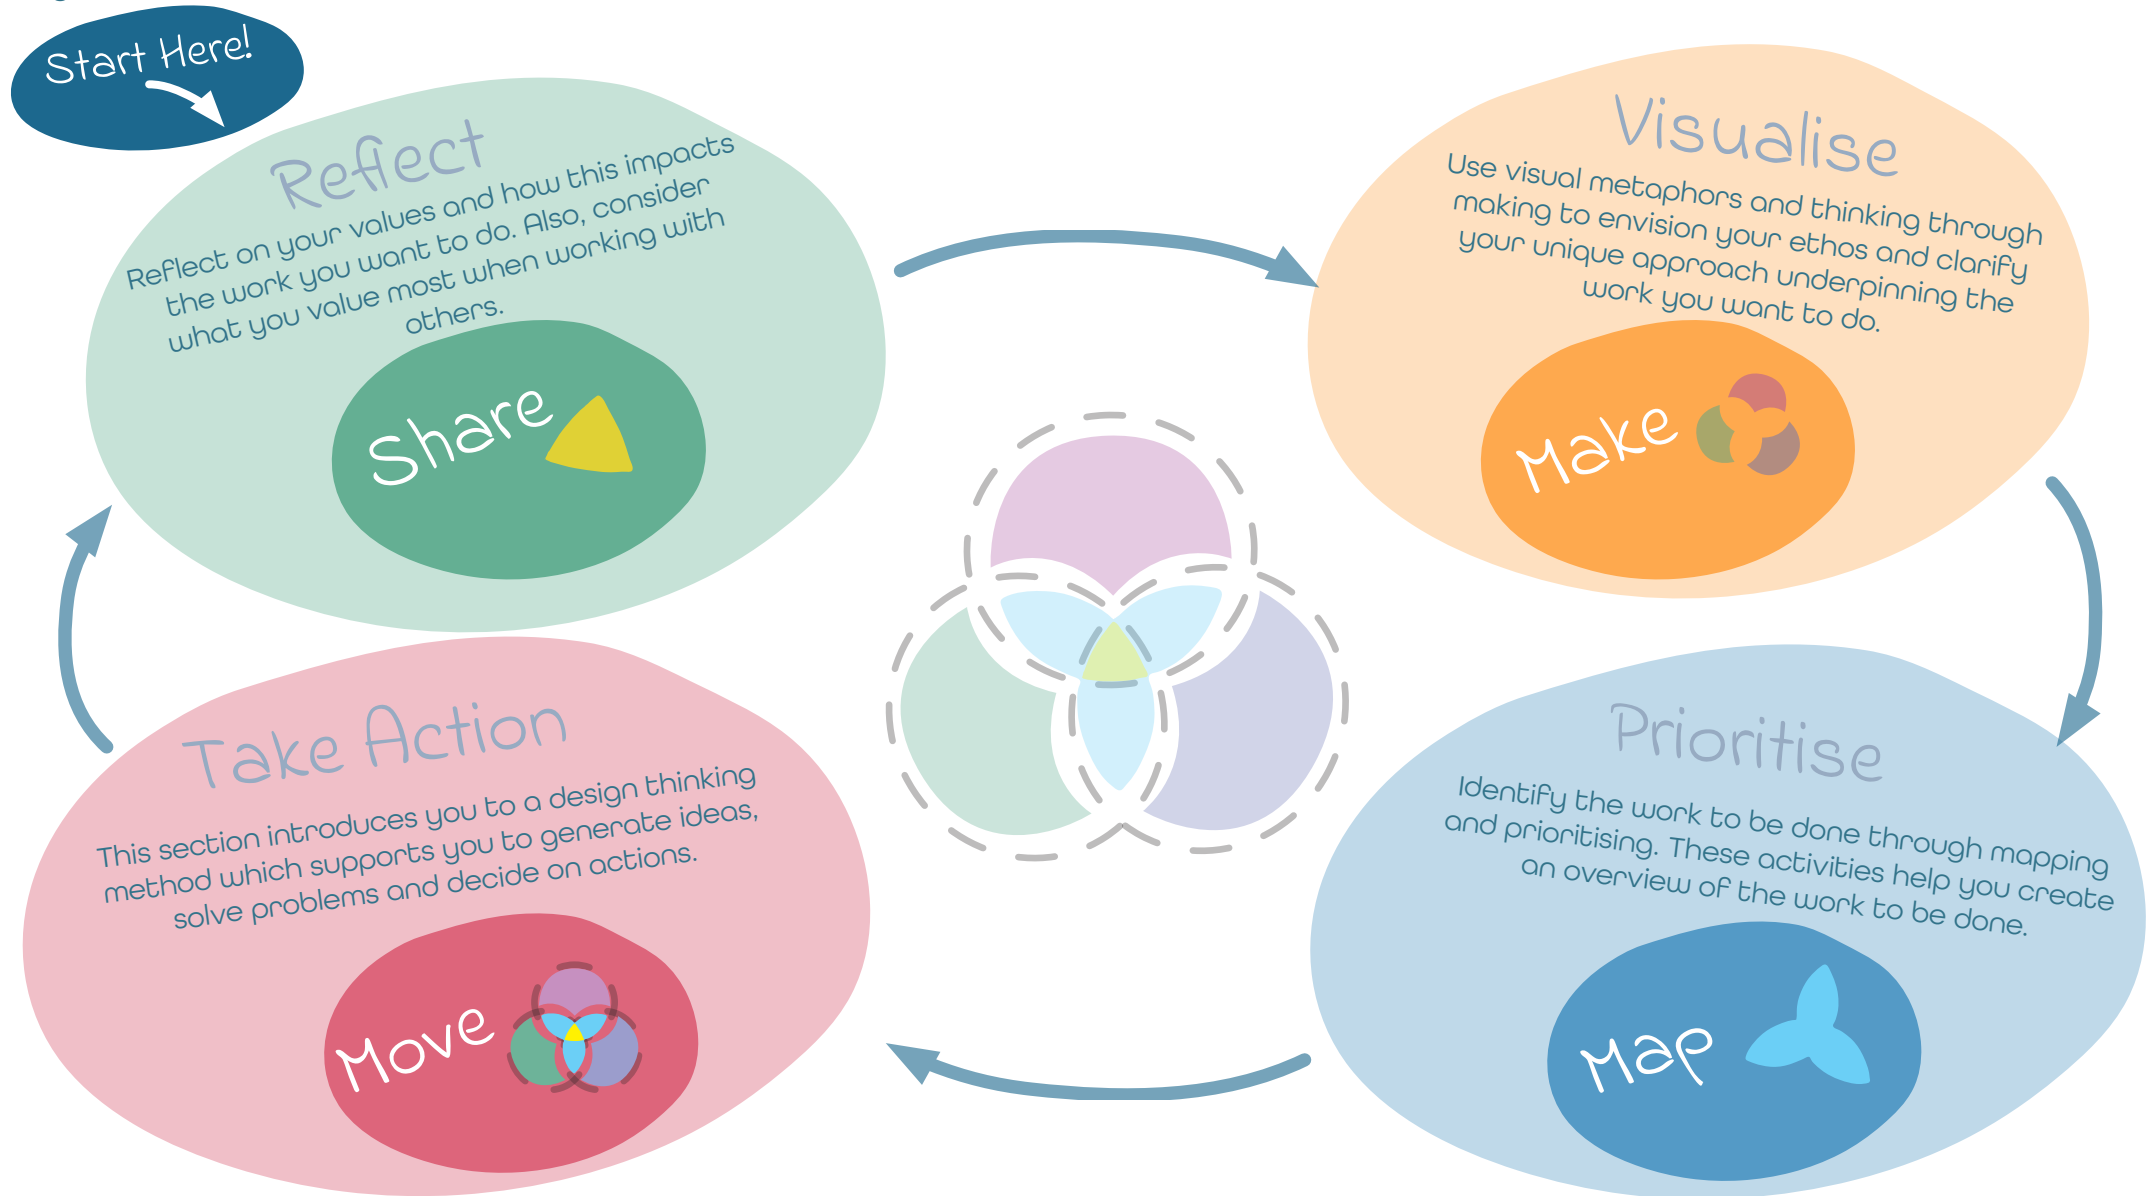 Start Here!
Reflect
Reflect on your values and how this impacts
the work you want to do. Also, consider
what you value most when working with
others.
Share
Visualise
Use visual metaphors and thinking through
making to envision your ethos and clarify
your unique approach underpinning the
work you want to do.
Make
Prioritise
Identify the work to be done through mapping
and prioritising. These activities help you create
an overview of the work to be done.
Map
Take Action
This section introduces you to a design thinking
method which supports you to generate ideas,
solve problems and decide on actions.
Move